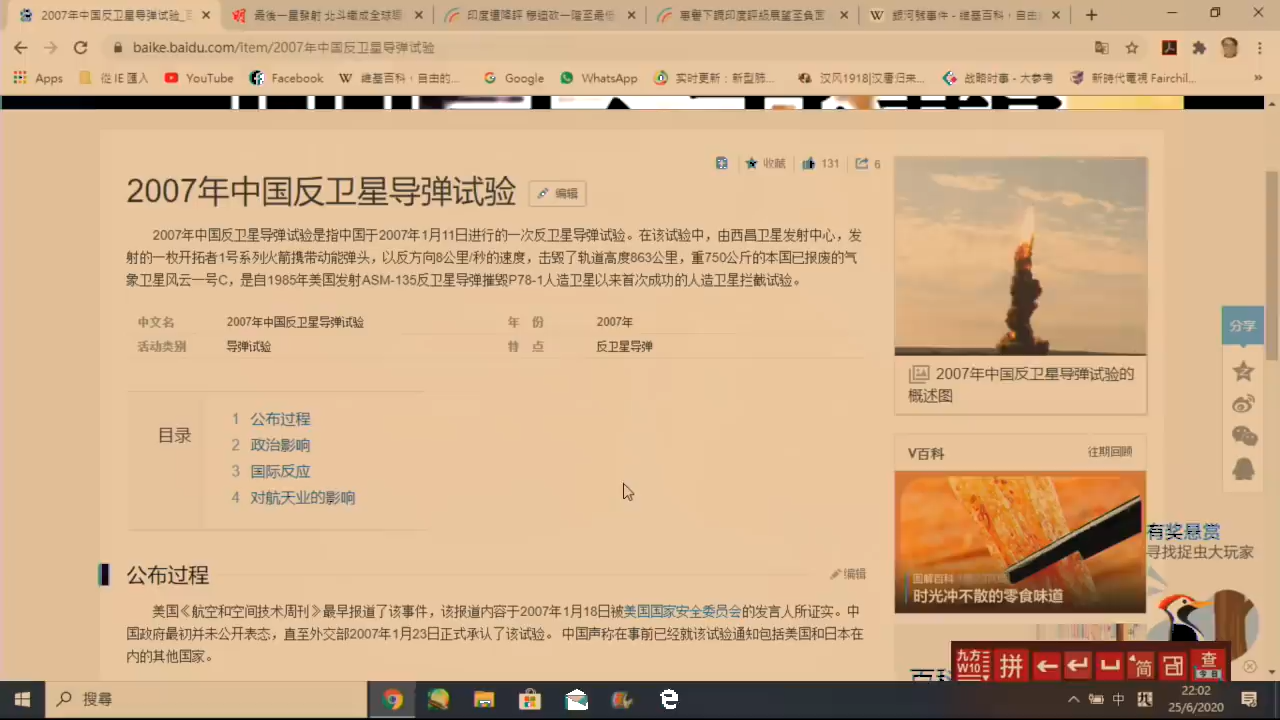 2007年中国反卫星导弹试验_百
最後一星發射 北斗織成全球網
印度遭降評 穆迪砍一階至最低
惠譽下調印度評級展望至負面
銀河號事件 - 維基百科，自由的
baike.baidu.com/item/2007年中国反卫星导弹试验
Apps 從 IE 匯入 YouTube Facebook 維基百科，自由的... Google WhatsApp 实时更新：新型肺... 汉风1918|汉唐归来... 战略时事 - 大参考 新時代電視 Fairchil...
收藏 131 6
2007年中国反卫星导弹试验 编辑
2007年中国反卫星导弹试验是指中国于2007年1月11日进行的一次反卫星导弹试验。在该试验中，由西昌卫星发射中心，发
射的一枚开拓者1号系列火箭携带动能弹头，以反方向8公里/秒的速度，击毁了轨道高度863公里，重750公斤的本国已报废的气
象卫星风云一号C，是自1985年美国发射ASM-135反卫星导弹摧毁P78-1人造卫星以来首次成功的人造卫星拦截试验。
中文名 2007年中国反卫星导弹试验 年 份 2007年
活动类别 导弹试验 特 点 反卫星导弹
目录
1 公布过程
2 政治影响
3 国际反应
4 对航天业的影响
公布过程 编辑
美国《航空和空间技术周刊》最早报道了该事件，该报道内容于2007年1月18日被美国国家安全委员会的发言人所证实。中
国政府最初并未公开表态，直至外交部2007年1月23日正式承认了该试验。 中国声称在事前已经就该试验通知包括美国和日本在
内的其他国家。
2007年中国反卫星导弹试验的
概述图
V百科 往期回顾
图解百科
时光冲不散的零食味道
分享
有奖悬赏
寻找捉虫大玩家
九方 W10 拼 简 查 今日
搜尋
中
22:02
25/6/2020